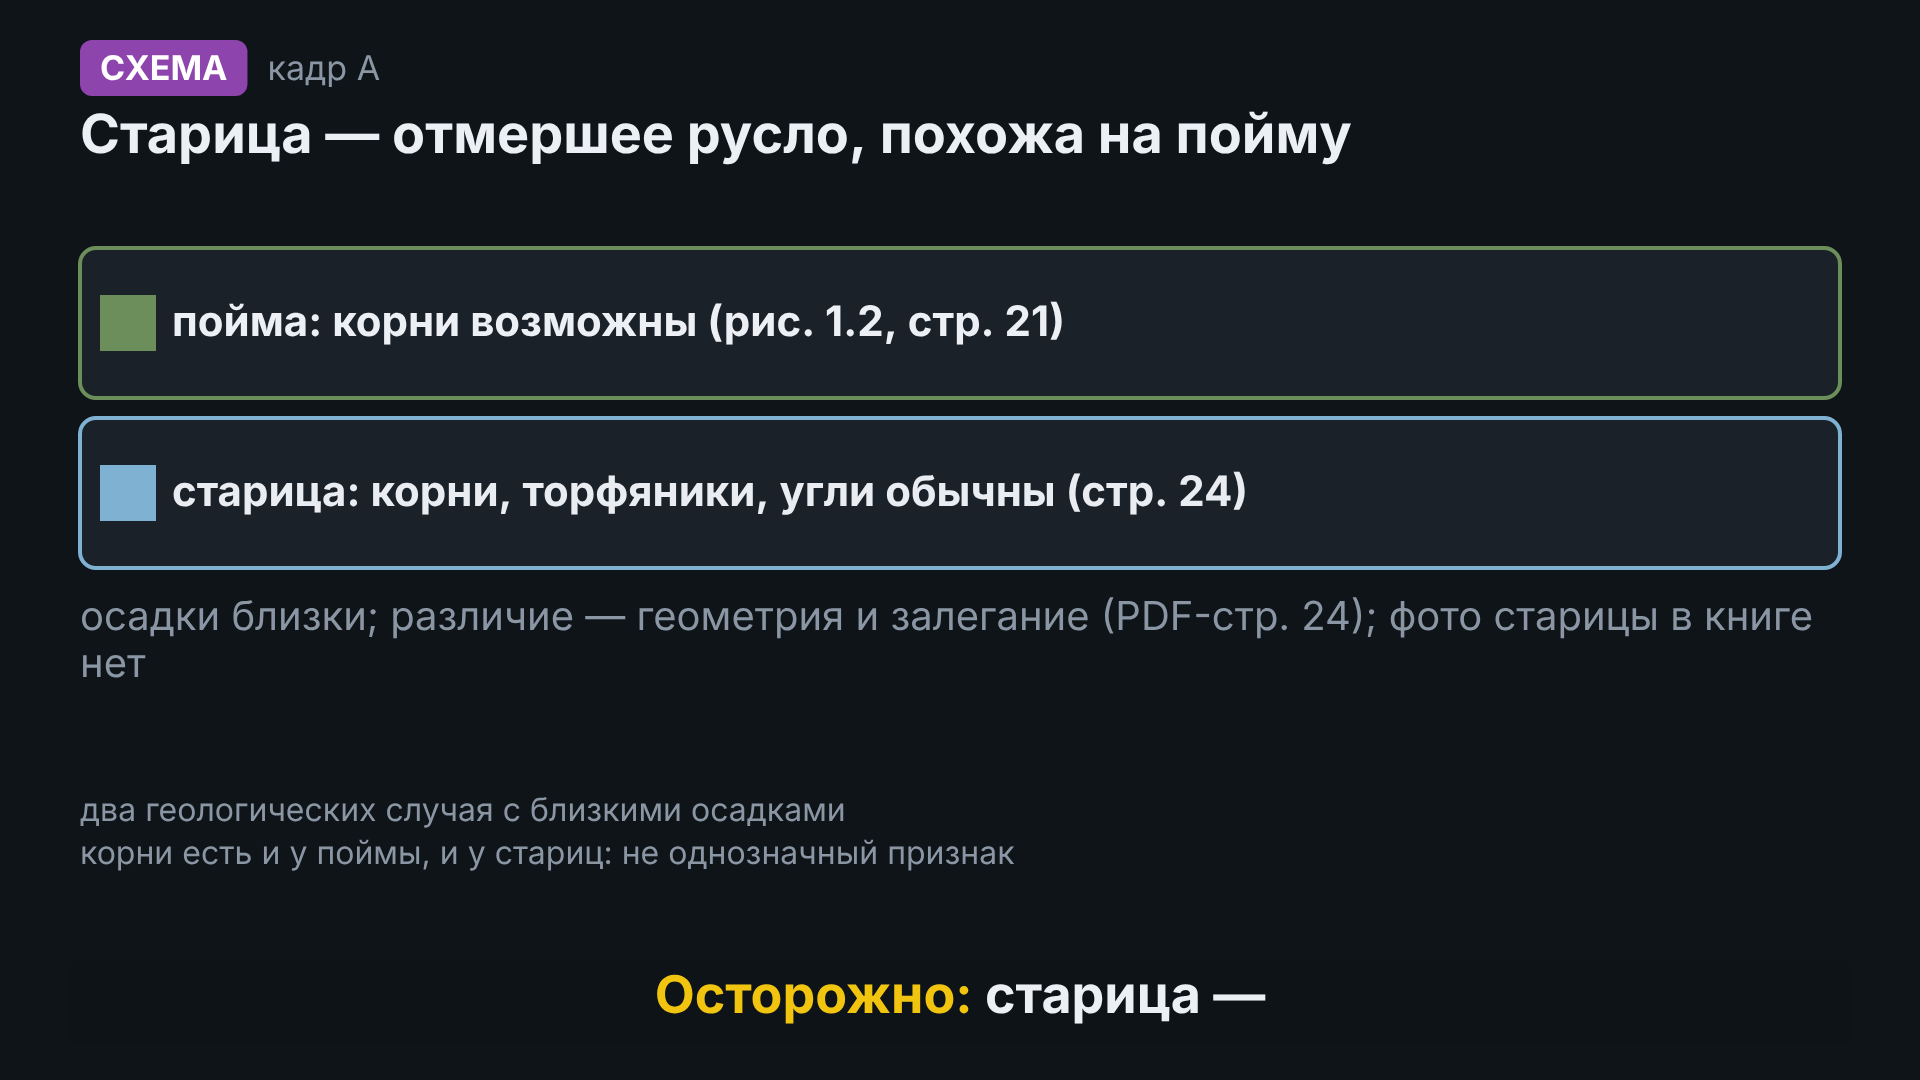 СХЕМА кадр А
Старица — отмершее русло, похожа на пойму
пойма: корни возможны (рис. 1.2, стр. 21)
старица: корни, торфяники, угли обычны (стр. 24)
осадки близки; различие — геометрия и залегание (PDF-стр. 24); фото старицы в книге
нет
два геологических случая с близкими осадками
корни есть и у поймы, и у стариц: не однозначный признак
Осторожно: старица —